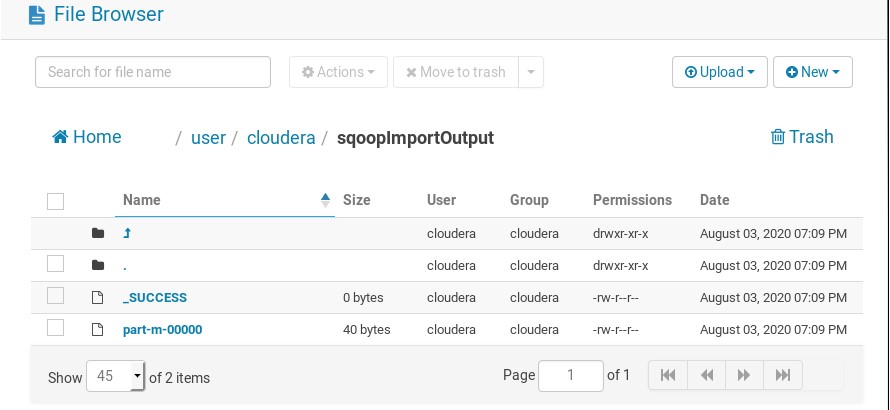 File Browser
Search for file name Actions Move to trash Upload New
Home / user / cloudera / sqoopImportOutput Trash
Name Size User Group Permissions Date
cloudera cloudera drwxr-xr-x August 03, 2020 07:09 PM
. cloudera cloudera drwxr-xr-x August 03, 2020 07:09 PM
_SUCCESS 0 bytes cloudera cloudera -rw-r--r-- August 03, 2020 07:09 PM
part-m-00000 40 bytes cloudera cloudera -rw-r--r-- August 03, 2020 07:09 PM
Show 45 of 2 items Page 1 of 1